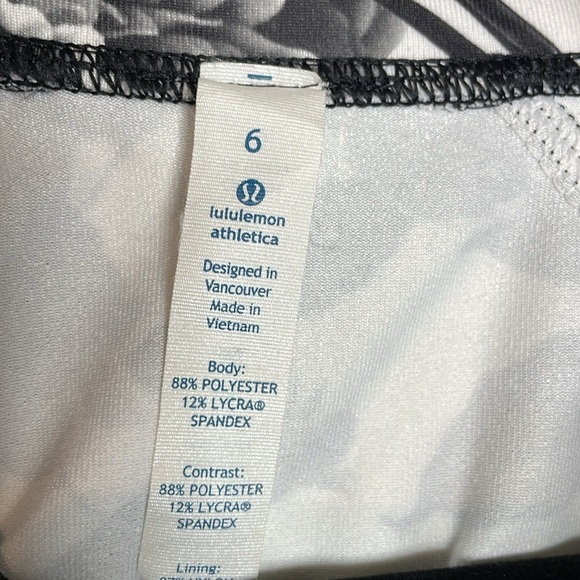 6
lululemon
athletica
Designed in
Vancouver
Made in
Vietnam
Body:
88% POLYESTER
12% LYCRA®
SPANDEX
Contrast:
88% POLYESTER
12% LYCRA®
SPANDEX
Lining: